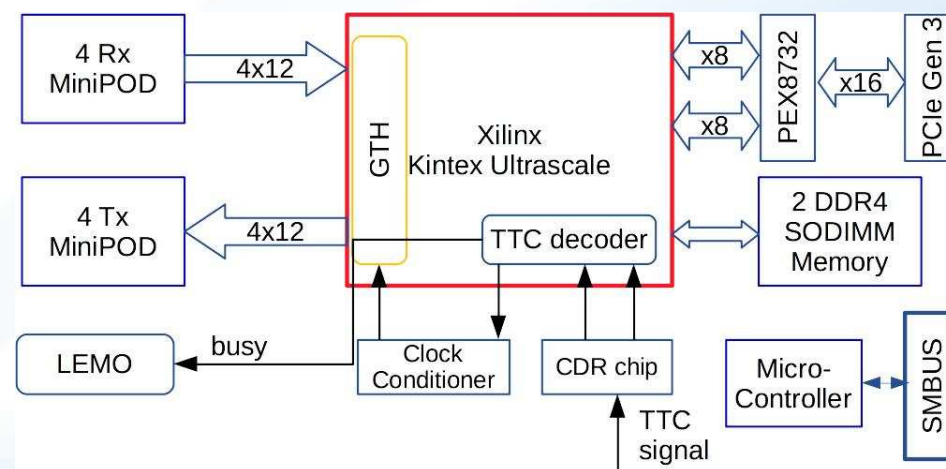 4 Rx
MiniPOD
4x12
GTH
Xilinx
Kintex Ultrascale
x8
x8
PEX8732
x16
PCIe Gen 3
4 Tx
MiniPOD
4x12
TTC decoder
2 DDR4
SODIMM
Memory
LEMO
busy
Clock
Conditioner
CDR chip
TTC
signal
Micro-
Controller
SMBUS